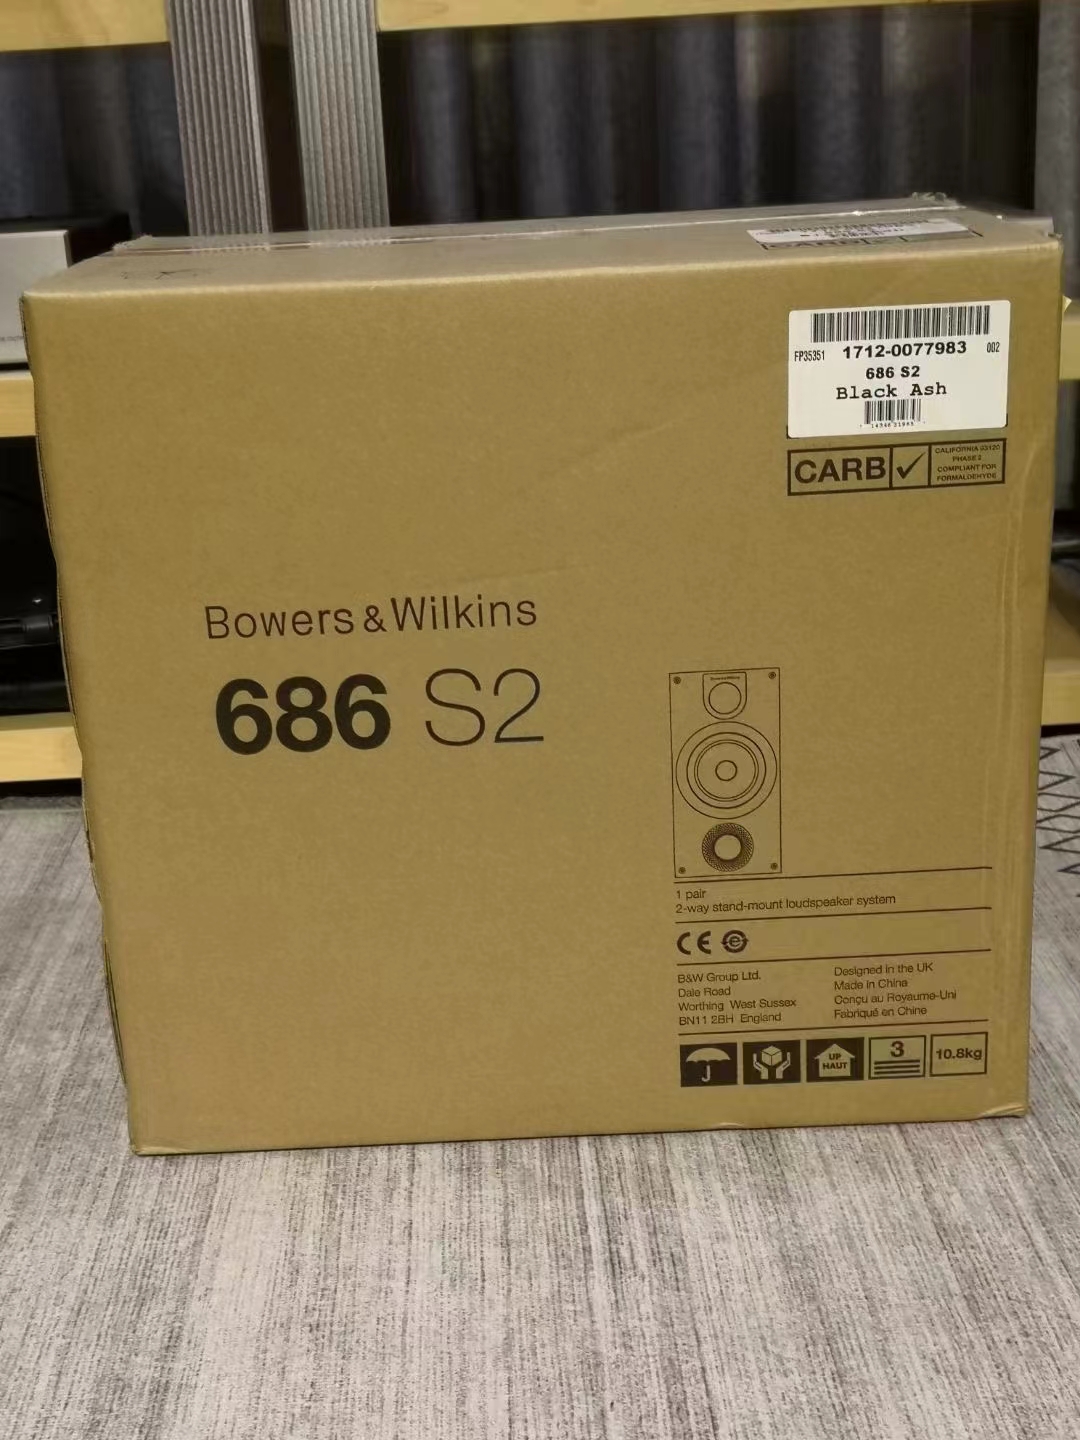 FP35351 1712-0077983 002
686 S2
Black Ash
CARB
CALIFORNIA 93120
PHASE 2
COMPLIANT FOR
FORMALDEHYDE
Bowers & Wilkins
686 S2
Bowers & Wilkins
1 pair
2-way stand-mount loudspeaker system
CE e
B&W Group Ltd.
Dale Road
Worthing West Sussex
BN11 2BH England
Designed in the UK
Made in China
Conçu au Royaume-Uni
Fabriqué en Chine
UP
HAUT
3
10.8kg